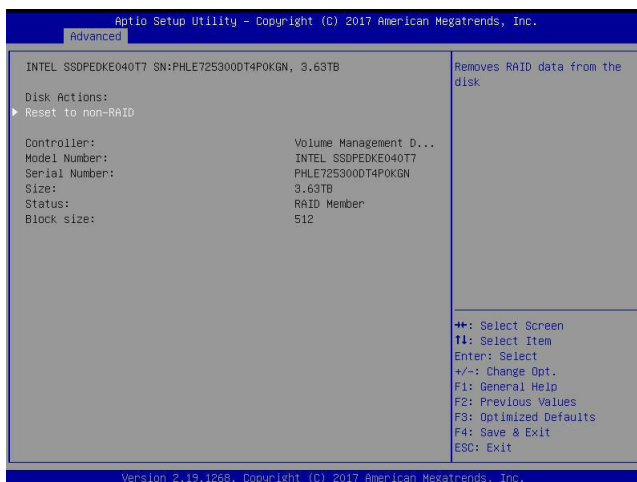 Aptio Setup Utility – Copyright (C) 2017 American Megatrends, Inc.
Advanced
INTEL SSDPEDKE040T7 SN:PHLE725300DT4P0KGN, 3.63TB
Disk Actions:
Reset to non-RAID
Controller: Volume Management D...
Model Number: INTEL SSDPEDKE040T7
Serial Number: PHLE725300DT4P0KGN
Size: 3.63TB
Status: RAID Member
Block size: 512
Removes RAID data from the
disk
→←: Select Screen
↑↓: Select Item
Enter: Select
+/-: Change Opt.
F1: General Help
F2: Previous Values
F3: Optimized Defaults
F4: Save & Exit
ESC: Exit
Version 2.19.1268. Copyright (C) 2017 American Megatrends, Inc.